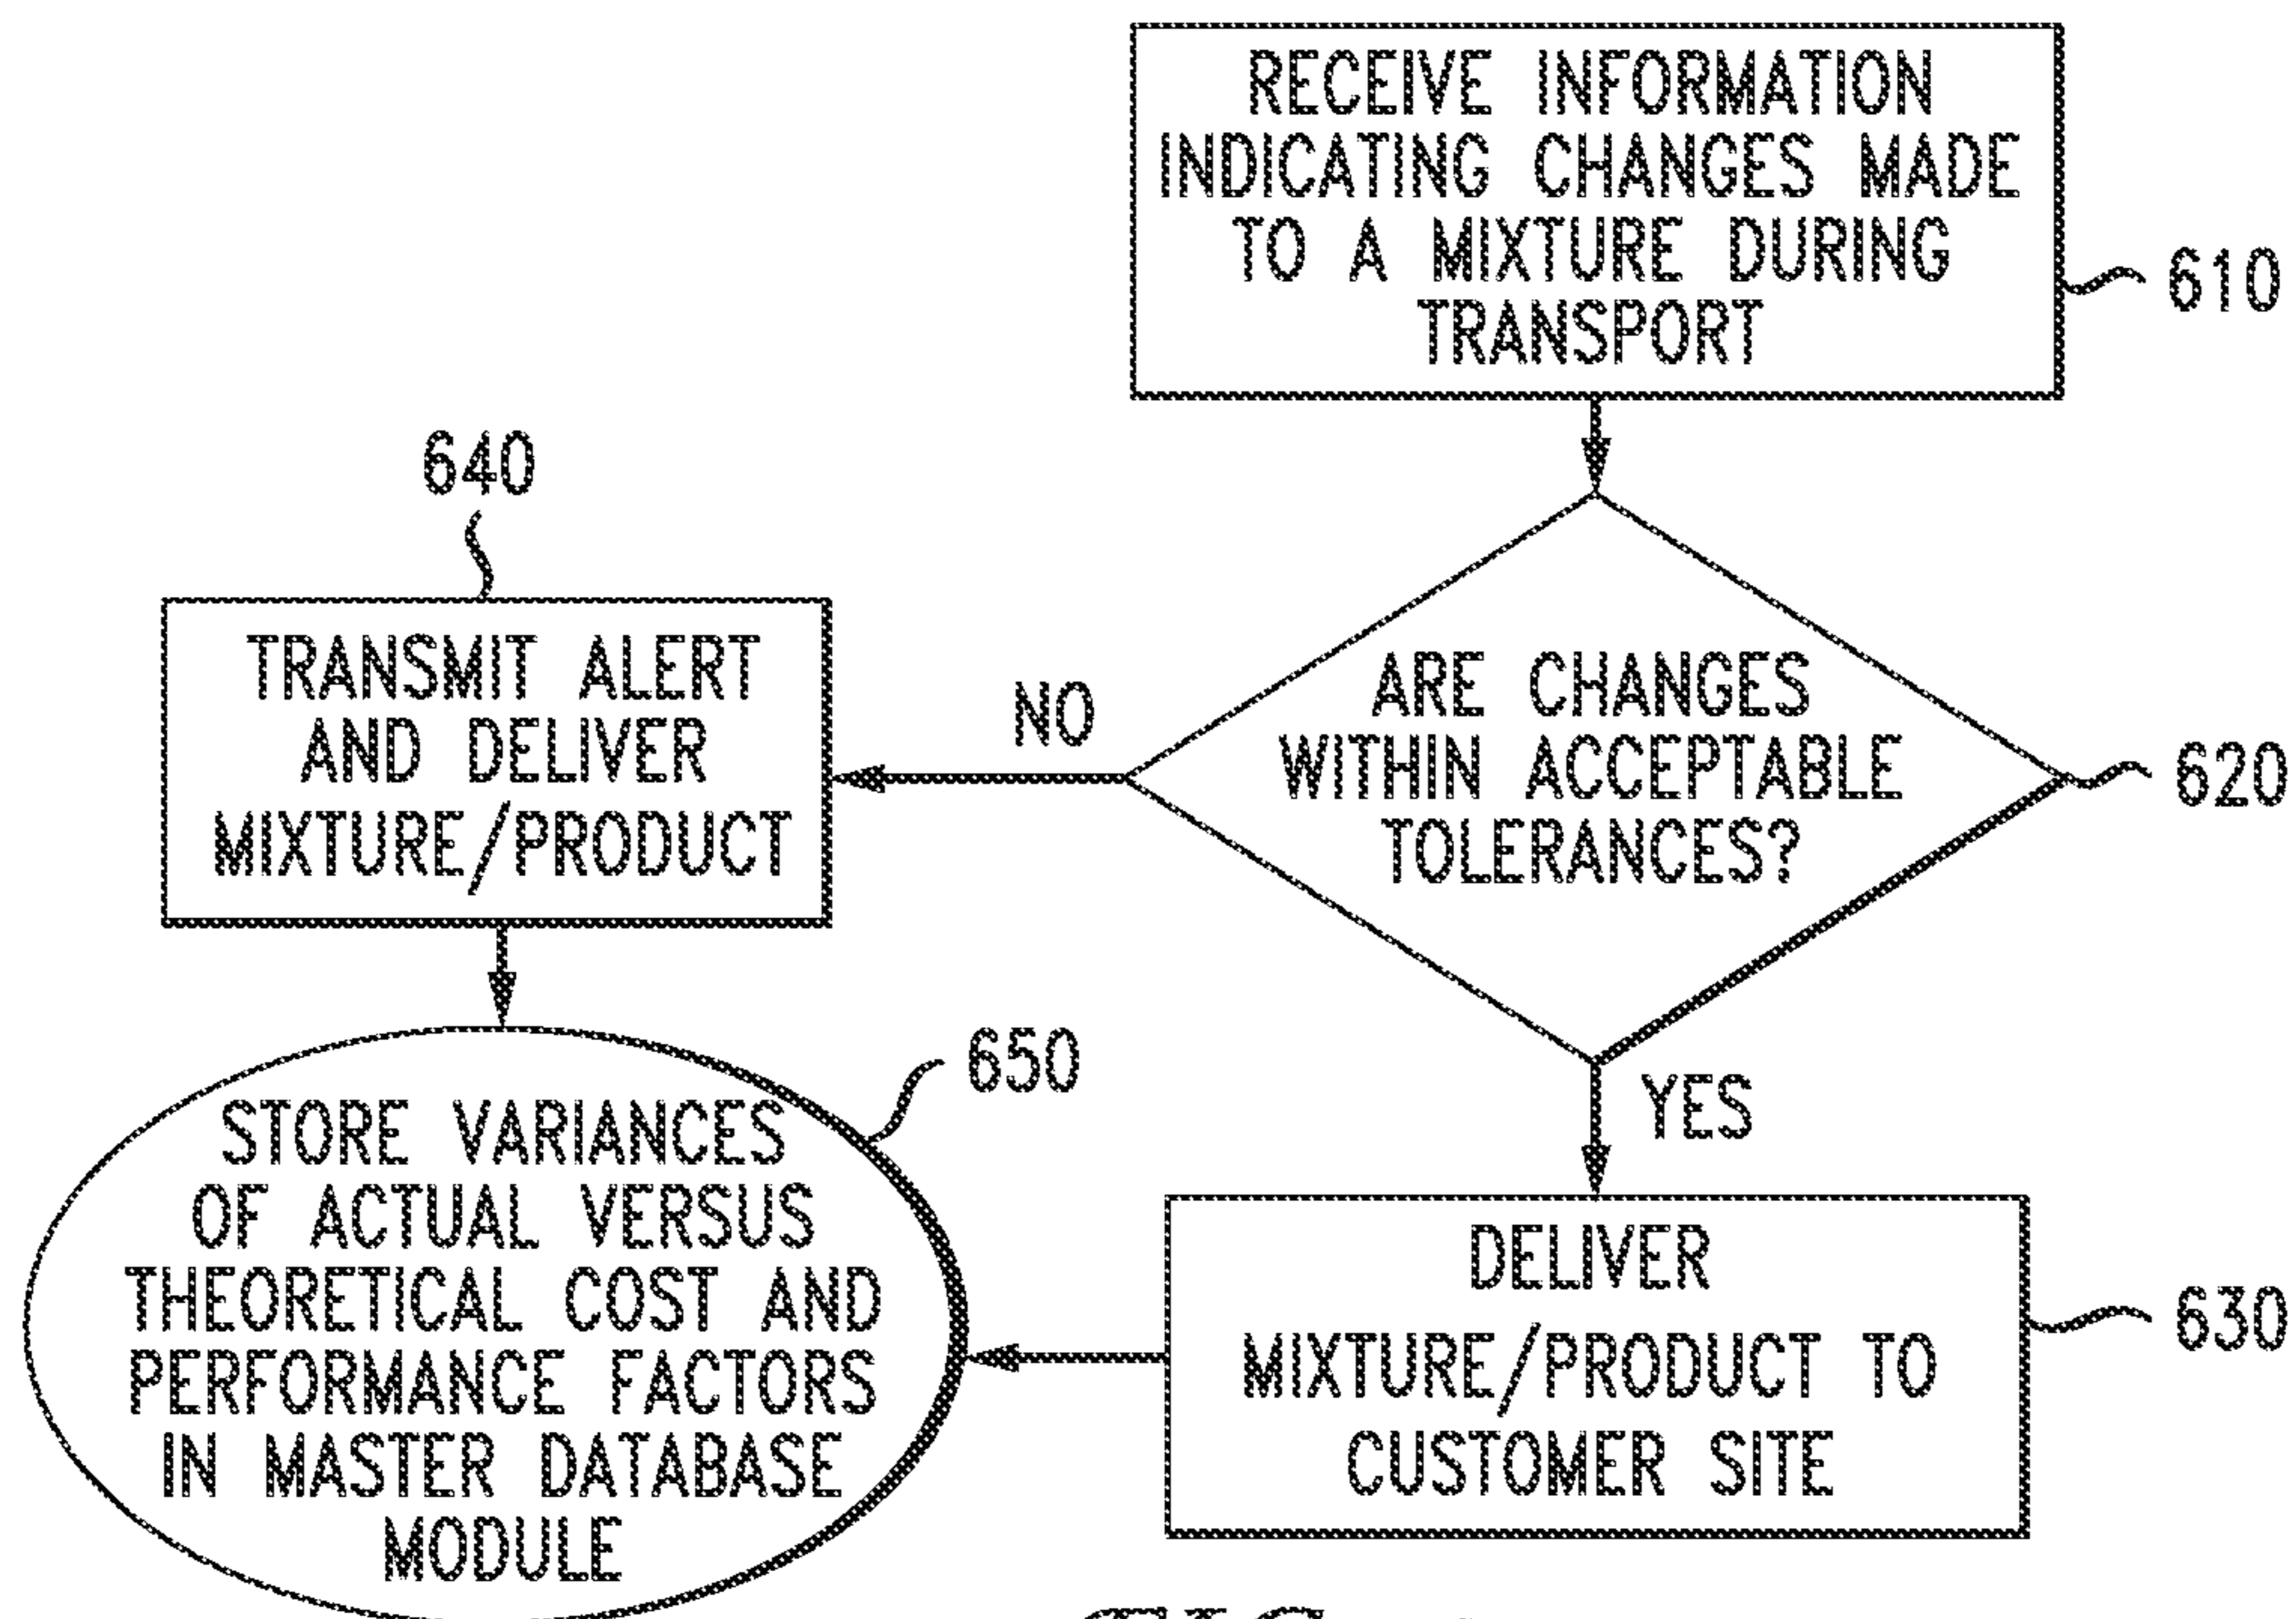 RECEIVE INFORMATION
INDICATING CHANGES MADE
TO A MIXTURE DURING
TRANSPORT
610
640
TRANSMIT ALERT
AND DELIVER
MIXTURE/PRODUCT
NO
ARE CHANGES
WITHIN ACCEPTABLE
TOLERANCES?
620
650
YES
STORE VARIANCES
OF ACTUAL VERSUS
THEORETICAL COST AND
PERFORMANCE FACTORS
IN MASTER DATABASE
MODULE
DELIVER
MIXTURE/PRODUCT TO
CUSTOMER SITE
630